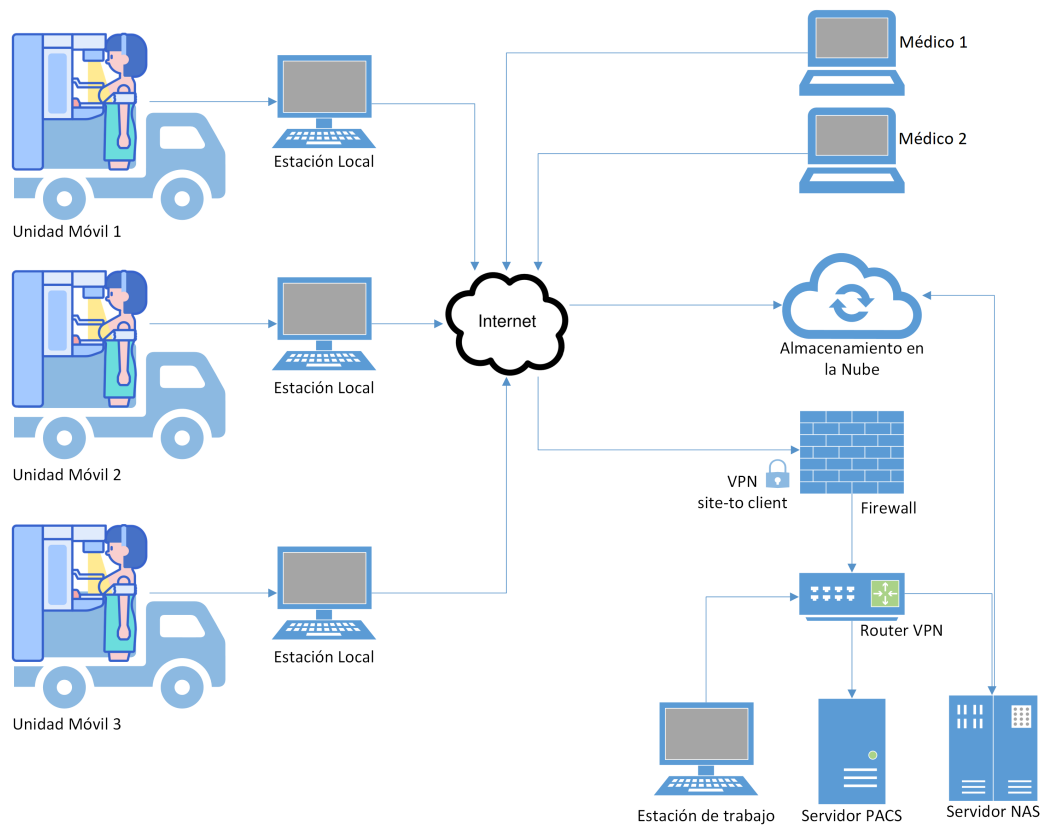 Médico 1
Médico 2
Estación Local
Unidad Móvil 1
Internet
Almacenamiento en
la Nube
Estación Local
Unidad Móvil 2
VPN
site-to client
Firewall
Router VPN
Estación Local
Unidad Móvil 3
Estación de trabajo
Servidor PACS
Servidor NAS